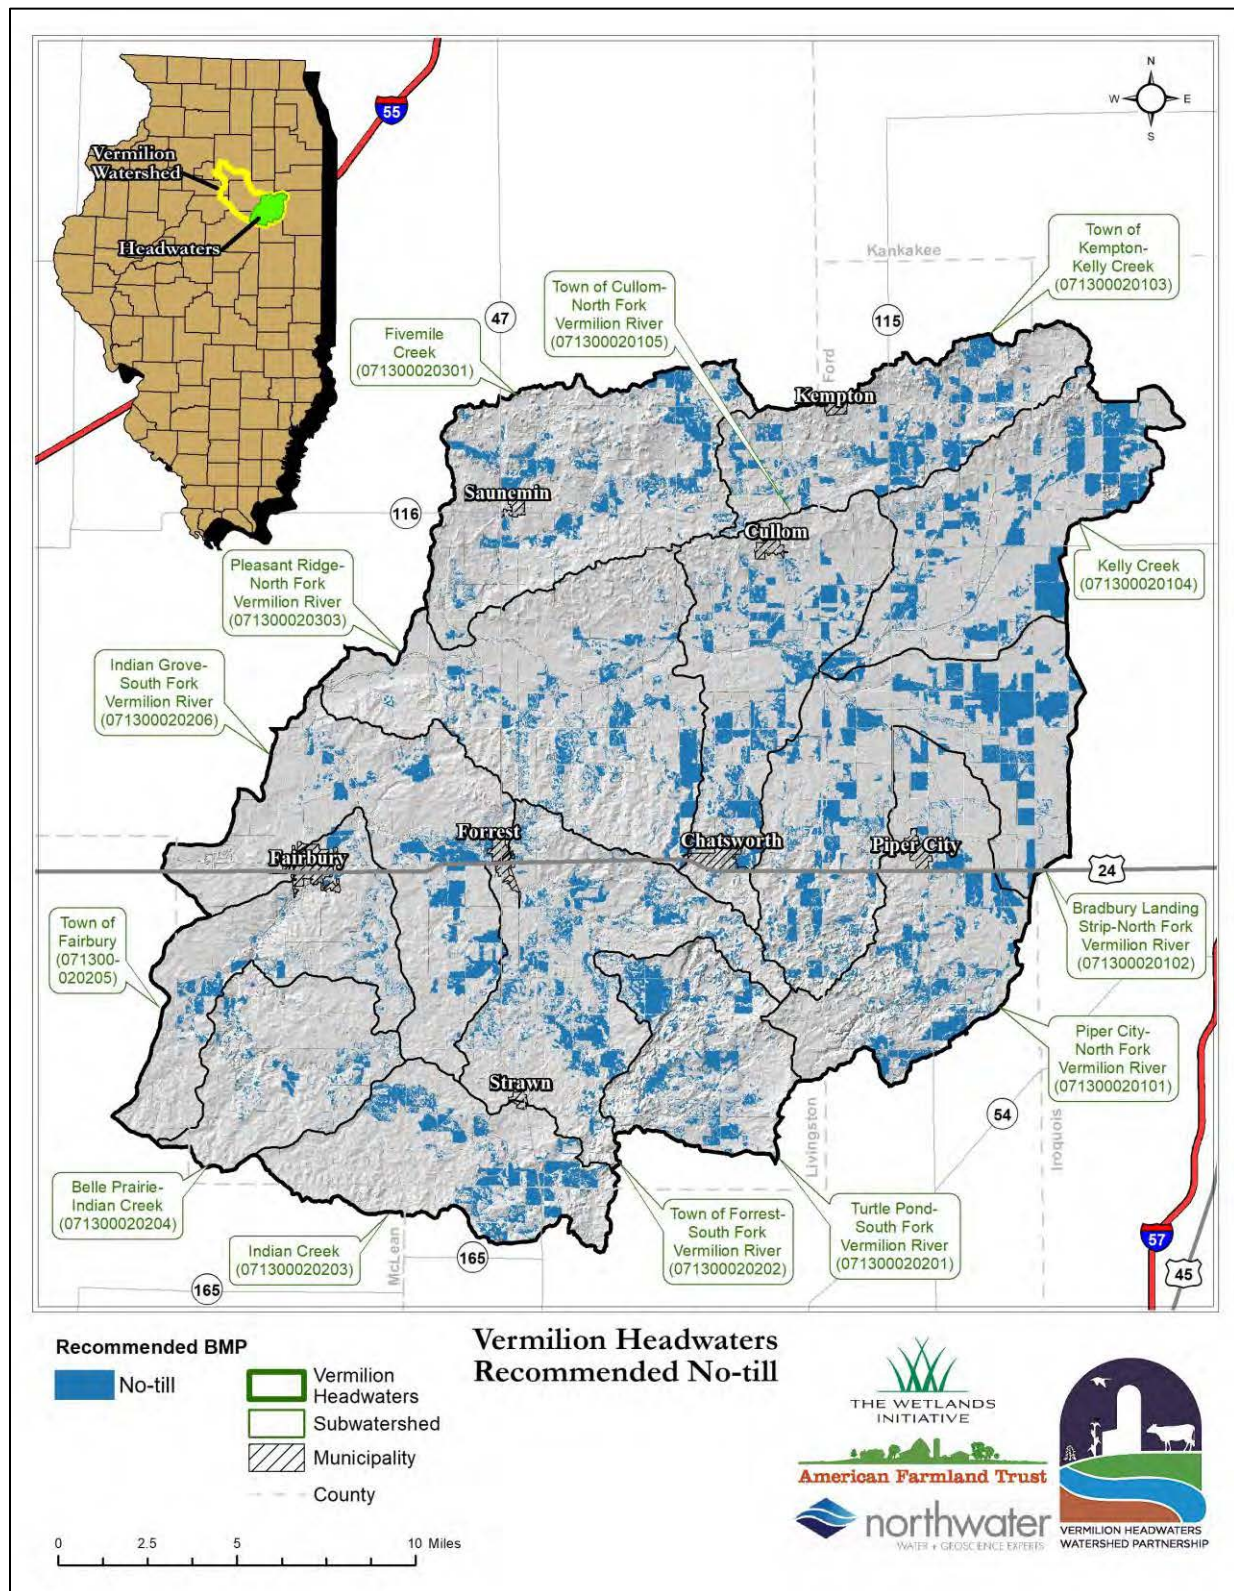 Vermilion
Watershed
Headwaters
55
N
W
E
S
Kankakee
Town of
Kempton-
Kelly Creek
(071300020103)
Town of Cullom-
North Fork
Vermilion River
(071300020105)
47
115
Fivemile
Creek
(071300020301)
Ford
Kempton
Saunemin
116
Cullom
Pleasant Ridge-
North Fork
Vermilion River
(071300020303)
Kelly Creek
(071300020104)
Indian Grove-
South Fork
Vermilion River
(071300020206)
Fairbury
Forrest
Chatsworth
Piper City
24
Town of
Fairbury
(071300-
020205)
Bradbury Landing
Strip-North Fork
Vermilion River
(071300020102)
Piper City-
North Fork
Vermilion River
(071300020101)
Strawn
54
Livingston
Iroquois
Belle Prairie-
Indian Creek
(071300020204)
Indian Creek
(071300020203)
McLean
165
165
Town of Forrest-
South Fork
Vermilion River
(071300020202)
Turtle Pond-
South Fork
Vermilion River
(071300020201)
57
45
Vermilion Headwaters
Recommended No-till
Recommended BMP
No-till
Vermilion
Headwaters
Subwatershed
Municipality
County
0 2.5 5 10 Miles
THE WETLANDS
INITIATIVE
American Farmland Trust
northwater
WATER + GEOSCIENCE EXPERTS
VERMILION HEADWATERS
WATERSHED PARTNERSHIP